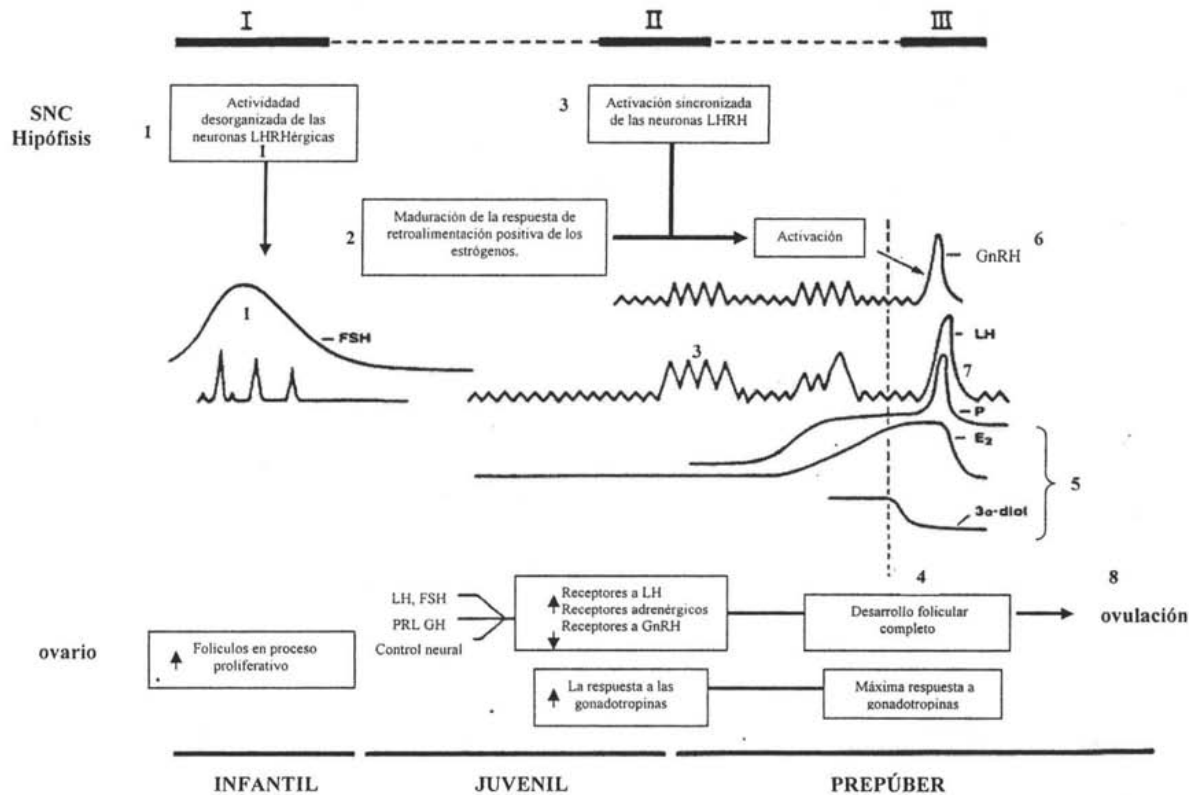 I II III
SNC
Hipófisis
1
Actividadad
desorganizada de las
neuronas LHRHérgicas
I
3
Activación sincronizada
de las neuronas LHRH
2
Maduración de la respuesta de
retroalimentación positiva de los
estrógenos.
Activación
6
GnRH
1
FSH
3
LH
7
P
E2
5
3α-diol
4
8
LH, FSH
PRL GH
Control neural
Receptores a LH
Receptores adrenérgicos
Receptores a GnRH
Desarrollo folicular
completo
ovulación
ovario
Folículos en proceso
proliferativo
La respuesta a las
gonadotropinas
Máxima respuesta a
gonadotropinas
INFANTIL JUVENIL PREPÚBER